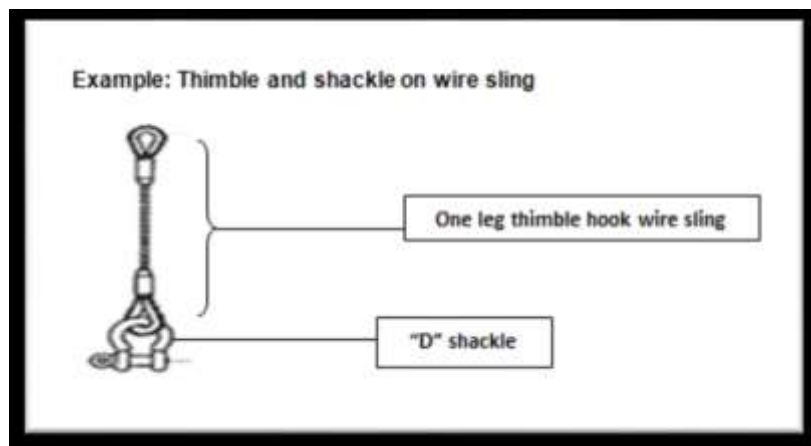 Example: Thimble and shackle on wire sling
One leg thimble hook wire sling
“D” shackle